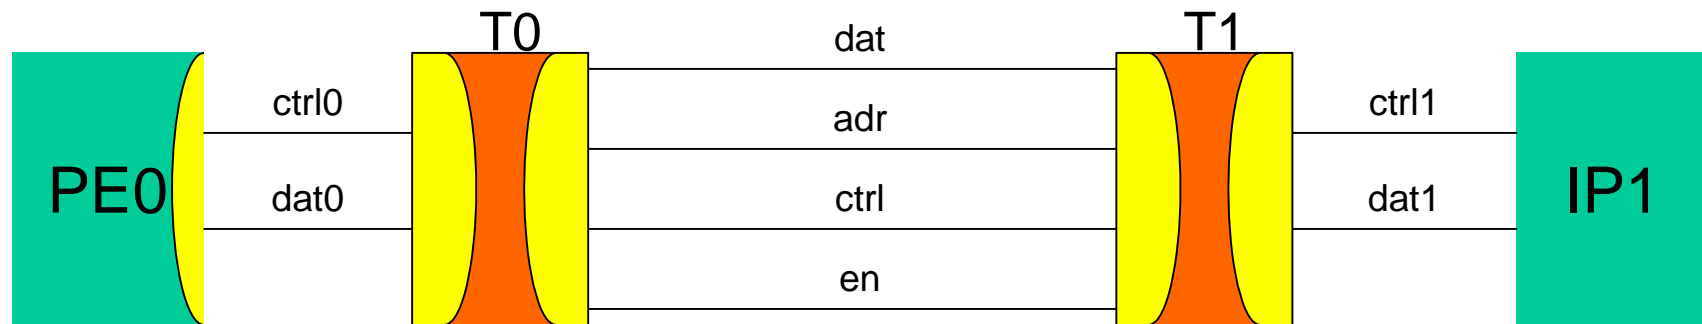 T0
T1
dat
ctrl0
adr
ctrl1
PE0
dat0
ctrl
dat1
IP1
en